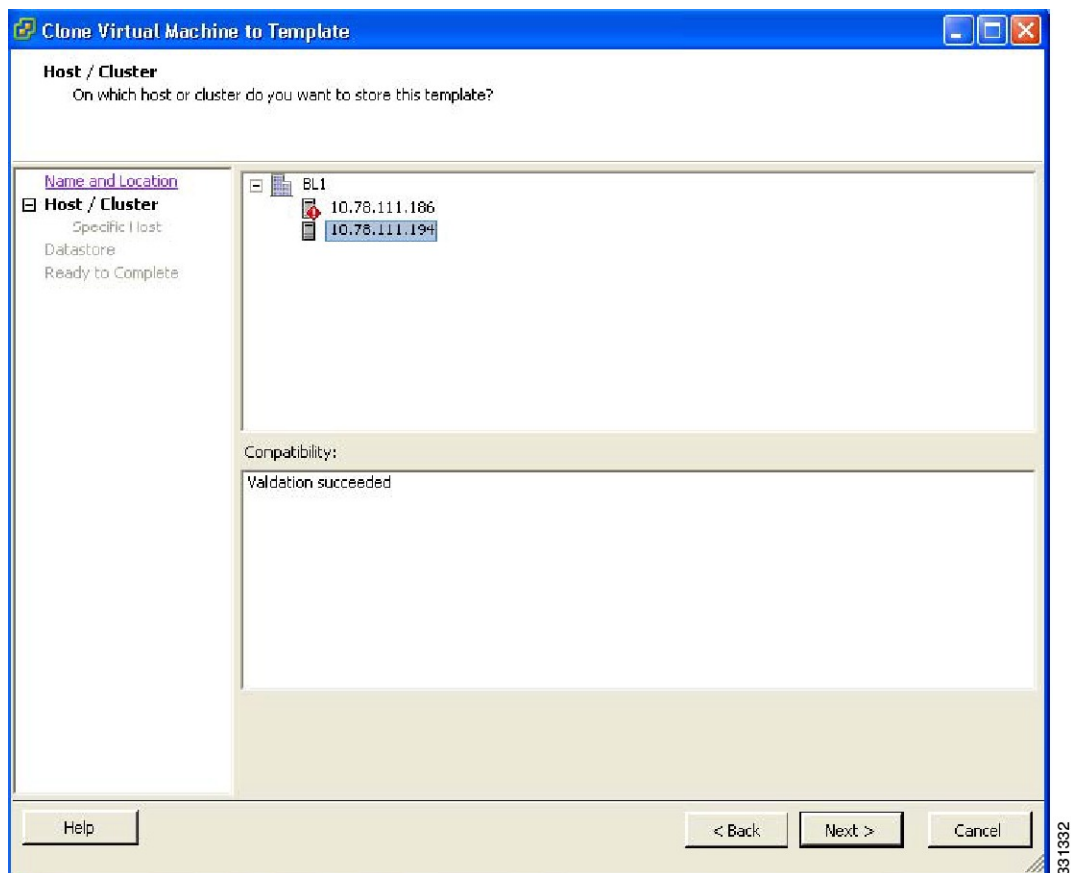 Clone Virtual Machine to Template
Host / Cluster
On which host or cluster do you want to store this template?
Name and Location
Host / Cluster
Specific Host
Datastore
Ready to Complete
BL1
10.78.111.186
10.78.111.194
Compatibility:
Validation succeeded
Help
< Back
Next >
Cancel
331332